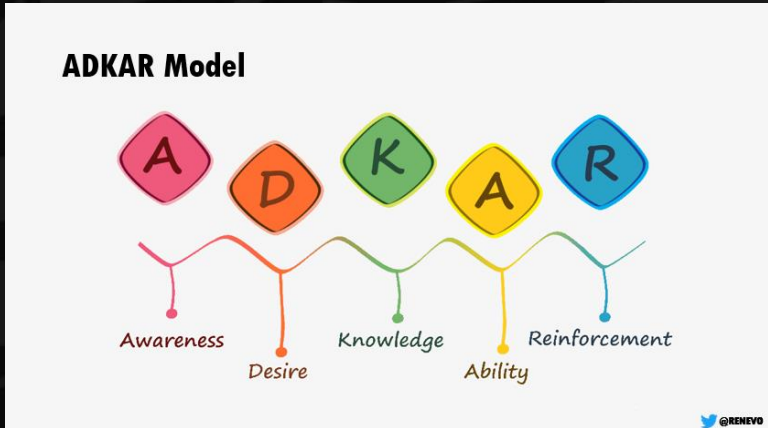 ADKAR Model
A
D
K
A
R
Awareness
Desire
Knowledge
Ability
Reinforcement
@RENEVO